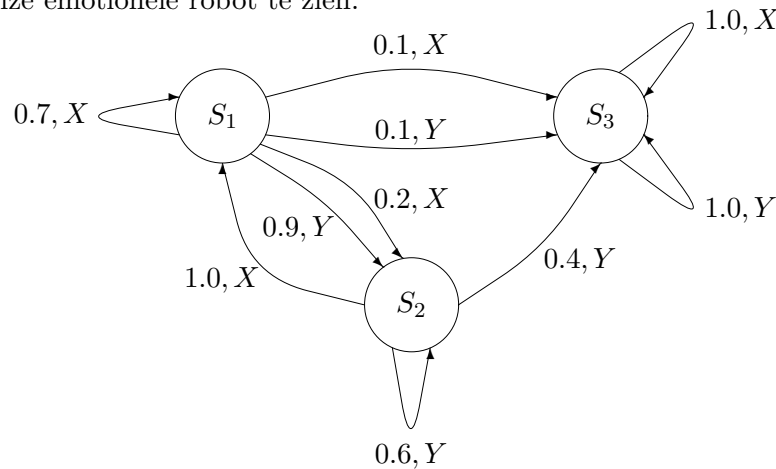 ize emotionele robot te zien.
0.1, X
1.0, X
0.7, X
S₁
S₃
0.1, Y
0.2, X
0.9, Y
1.0, Y
1.0, X
0.4, Y
S₂
0.6, Y